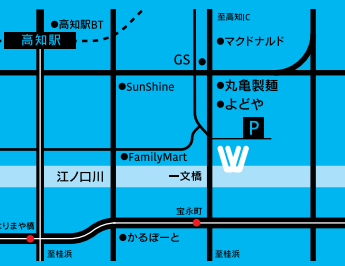 至高知IC
高知駅BT
高知駅
マクドナルド
GS
SunShine
丸亀製麺
よどや
P
FamilyMart
江ノ口川
一文橋
宝永町
りまや橋
かるぽーと
至桂浜
至桂浜